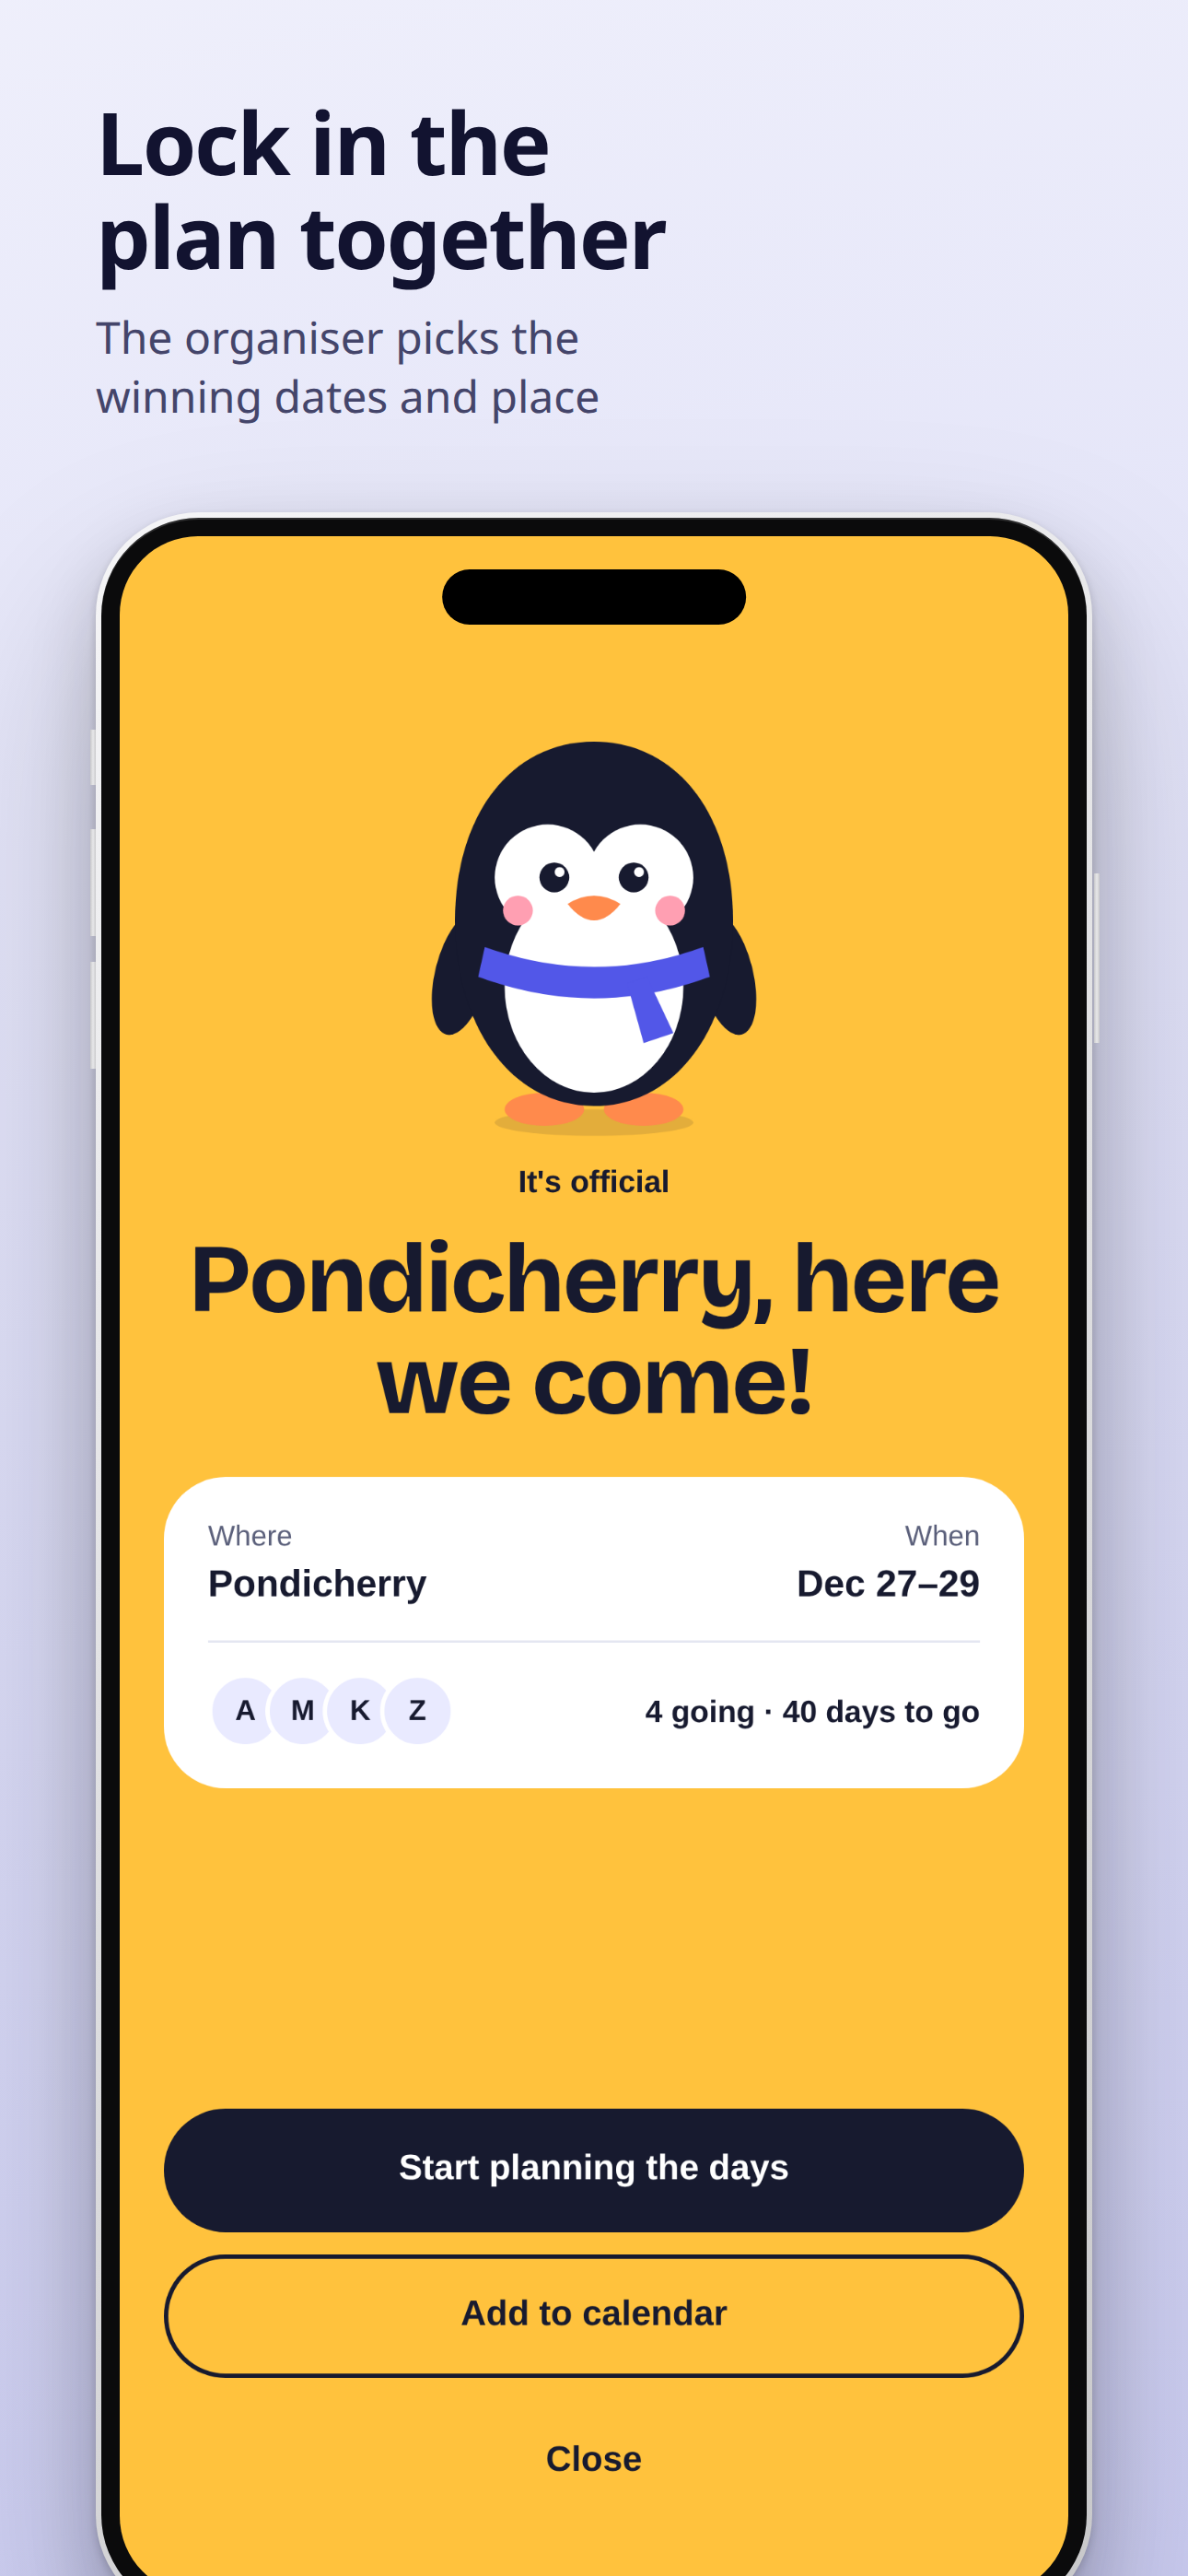 Lock in the
plan together
The organiser picks the
winning dates and place
It's official
Pondicherry, here
we come!
Where
When
Pondicherry
Dec 27–29
A M K Z
4 going · 40 days to go
Start planning the days
Add to calendar
Close